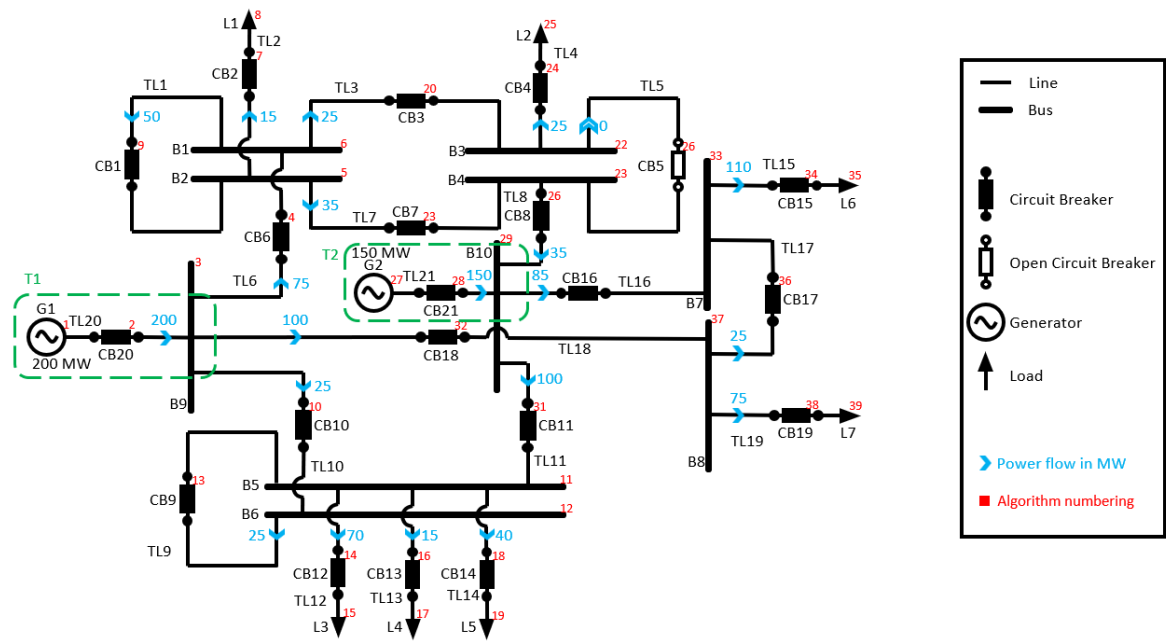 L1
8
TL2
7
CB2
TL1
50
9
CB1
15
25
TL3
20
CB3
B1
6
B2
5
35
TL7
CB7
23
4
CB6
TL6
75
L2
25
TL4
24
CB4
25
0
TL5
B3
22
B4
23
CB5
26
TL8
26
CB8
35
33
110
TL15
34
CB15
35
L6
TL17
36
CB17
B7
T2
150 MW
G2
27
TL21
28
CB21
150
B10
29
85
CB16
TL16
T1
3
G1
1
TL20
2
CB20
200
200 MW
B9
100
32
CB18
TL18
37
25
75
38
CB19
39
L7
TL19
B8
25
10
CB10
TL10
100
31
CB11
TL11
13
CB9
TL9
B5
11
B6
12
25
70
15
40
14
CB12
16
CB13
18
CB14
TL12
TL13
TL14
15
17
19
L3
L4
L5
Line
Bus
Circuit Breaker
Open Circuit Breaker
Generator
Load
Power flow in MW
Algorithm numbering